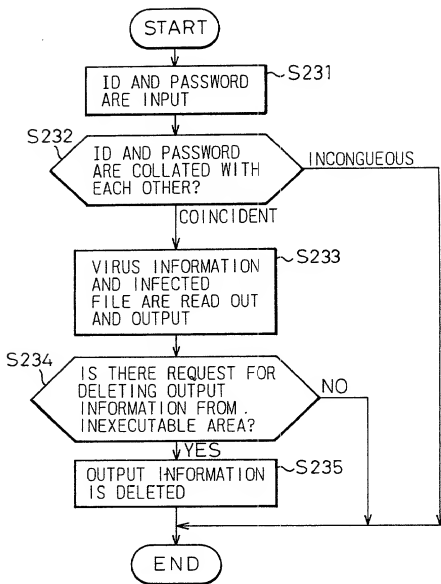 START
S231
ID AND PASSWORD
ARE INPUT
S232
ID AND PASSWORD
ARE COLLATED WITH
EACH OTHER?
INCONGUEOUS
COINCIDENT
S233
VIRUS INFORMATION
AND INFECTED
FILE ARE READ OUT
AND OUTPUT
S234
IS THERE REQUEST FOR
DELETING OUTPUT
INFORMATION FROM.
INEXECUTABLE AREA?
NO
YES
S235
OUTPUT INFORMATION
IS DELETED
END